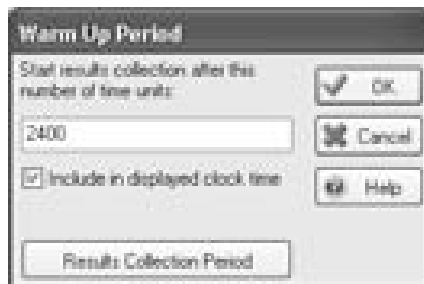 Warm Up Period
Start results collection after this
number of time units
2400
Include in displayed clock time
Results Collection Period
OK
Cancel
Help